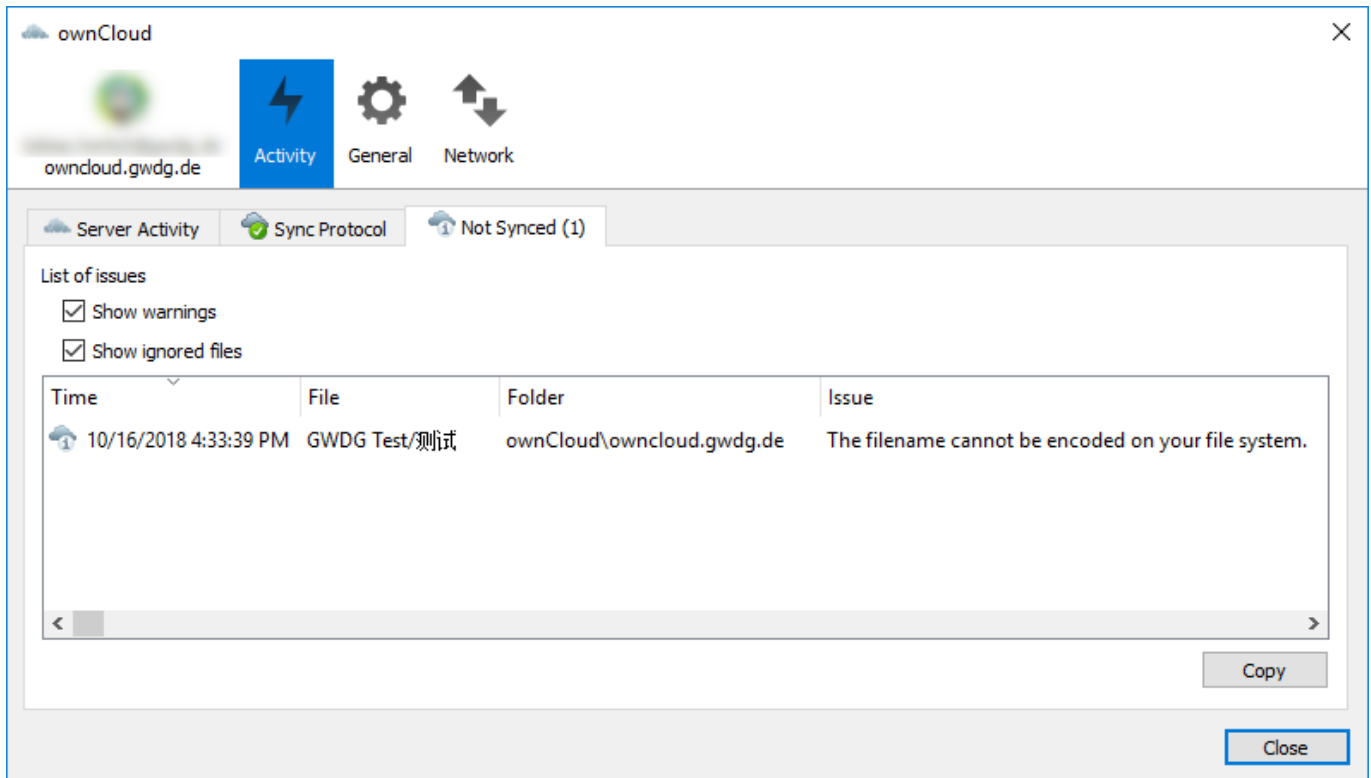 ownCloud
owncloud.gwdg.de
Activity
General
Network
Server Activity
Sync Protocol
Not Synced (1)
List of issues
Show warnings
Show ignored files
Time File Folder Issue
10/16/2018 4:33:39 PM GWDG Test/测试 ownCloud\owncloud.gwdg.de The filename cannot be encoded on your file system.
Copy
Close